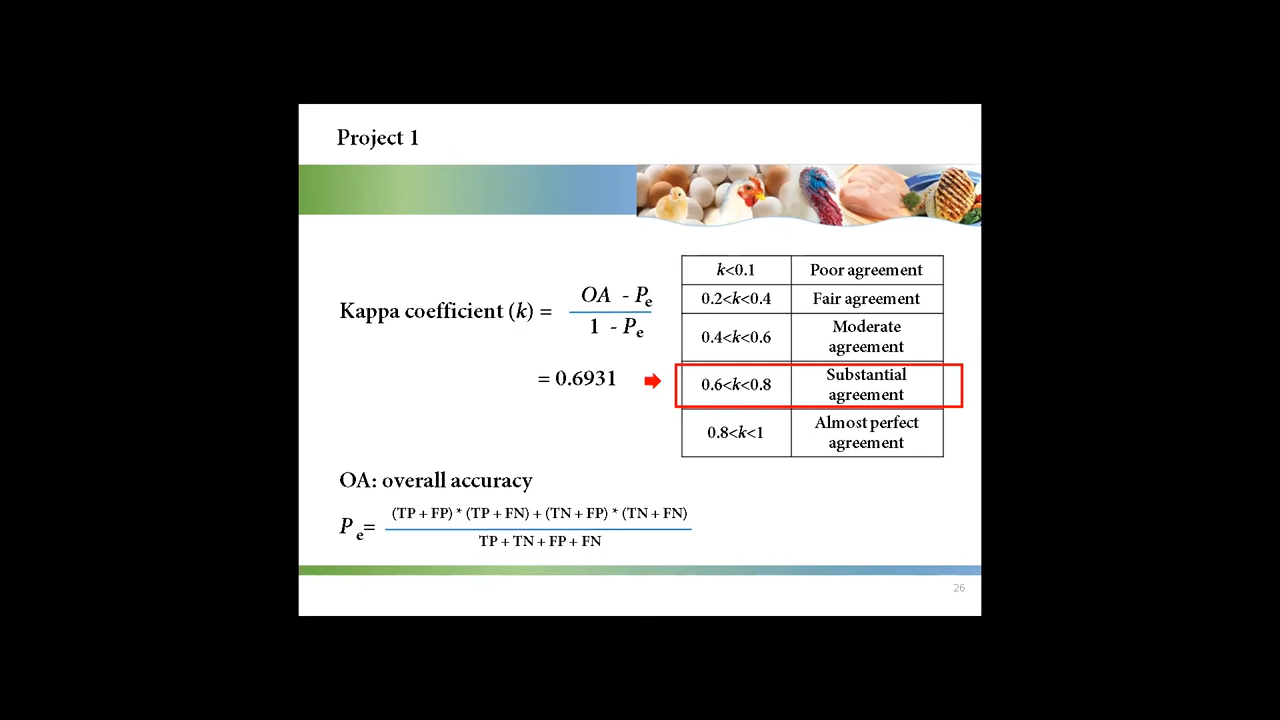 Project 1
Kappa coefficient (k) =
OA - Pe
1 - Pe
= 0.6931
k<0.1 Poor agreement
0.2<k<0.4 Fair agreement
0.4<k<0.6 Moderate
agreement
0.6<k<0.8 Substantial
agreement
0.8<k<1 Almost perfect
agreement
OA: overall accuracy
Pe=
(TP + FP) * (TP + FN) + (TN + FP) * (TN + FN)
TP + TN + FP + FN
26